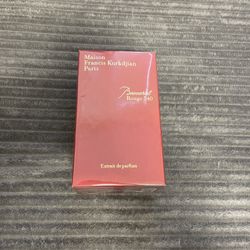 Maison
Francis Kurkdjian
Paris
Baccarat
Rouge 540
Extrait de parfum